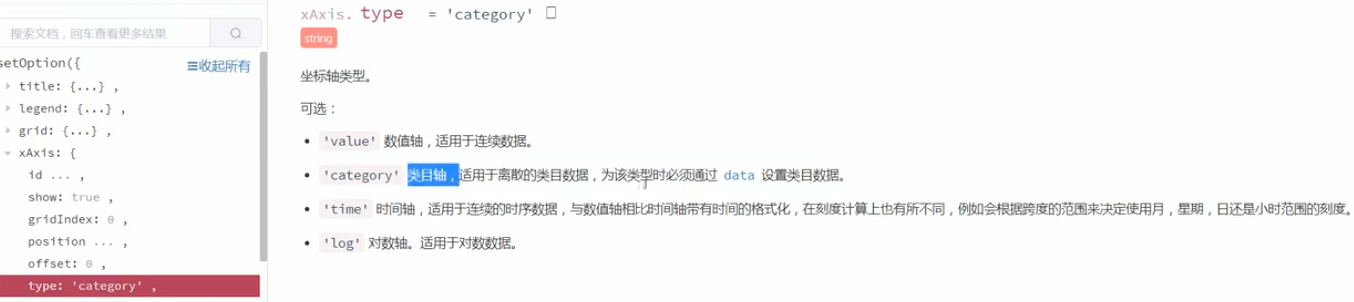 搜索文档，回车查看更多结果
setOption({
收起所有
title: {...} ,
legend: {...} ,
grid: {...} ,
xAxis: {
id ... ,
show: true ,
gridIndex: 0 ,
position ... ,
offset: 0 ,
type: 'category' ,
xAxis. type = 'category'
string
坐标轴类型。
可选：
'value' 数值轴，适用于连续数据。
'category' 类目轴，适用于离散的类目数据，为该类型时必须通过 data 设置类目数据。
'time' 时间轴，适用于连续的时序数据，与数值轴相比时间轴带有时间的格式化，在刻度计算上也有所不同，例如会根据跨度的范围来决定使用月，星期，日还是小时范围的刻度。
'log' 对数轴。适用于对数数据。